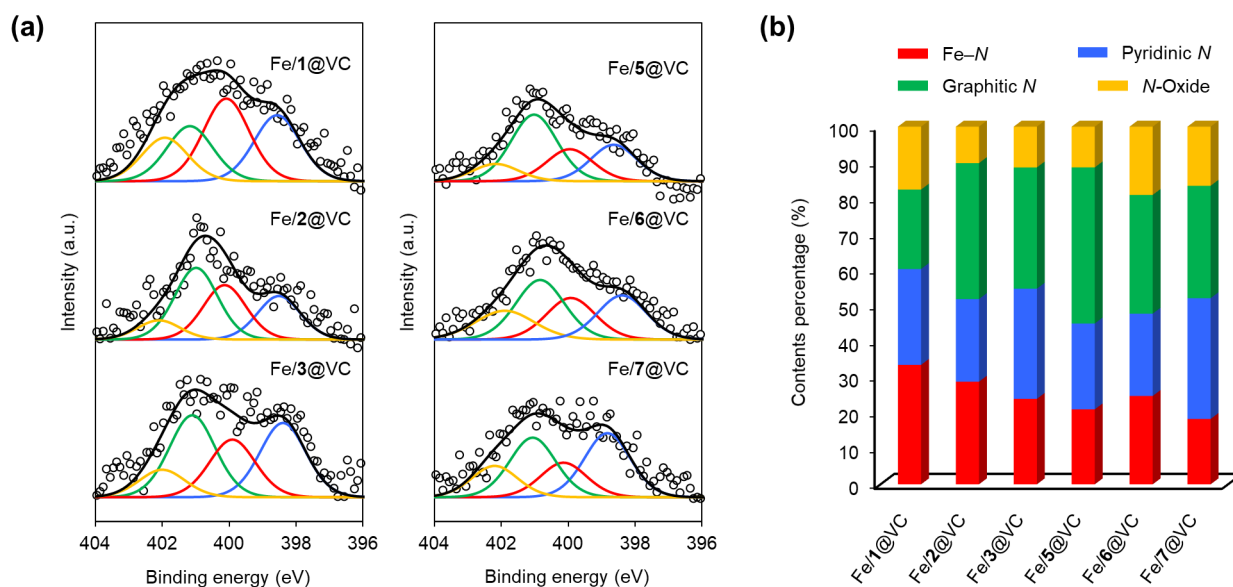 (a)
Intensity (a.u.)
Fe/1@VC
Fe/2@VC
Fe/3@VC
404 402 400 398 396
Binding energy (eV)
Intensity (a.u.)
Fe/5@VC
Fe/6@VC
Fe/7@VC
404 402 400 398 396
Binding energy (eV)
(b)
Fe–N Pyridinic N
Graphitic N N-Oxide
Contents percentage (%)
100
90
80
70
60
50
40
30
20
10
0
Fe/1@VC
Fe/2@VC
Fe/3@VC
Fe/5@VC
Fe/6@VC
Fe/7@VC